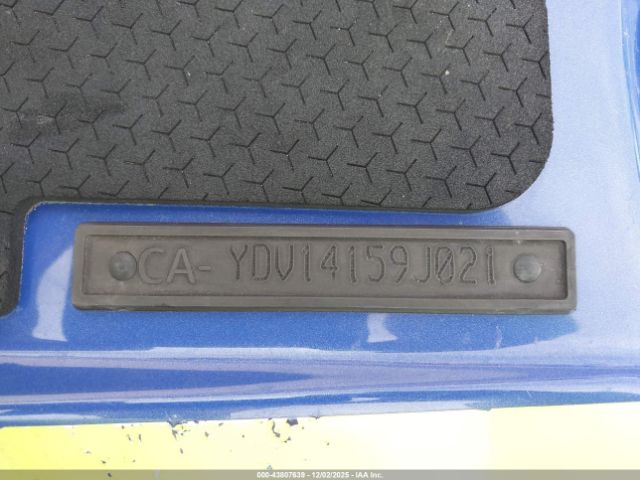 CA- YDV14159J021
000-43807639 • 12/02/2025 • IAA Inc.